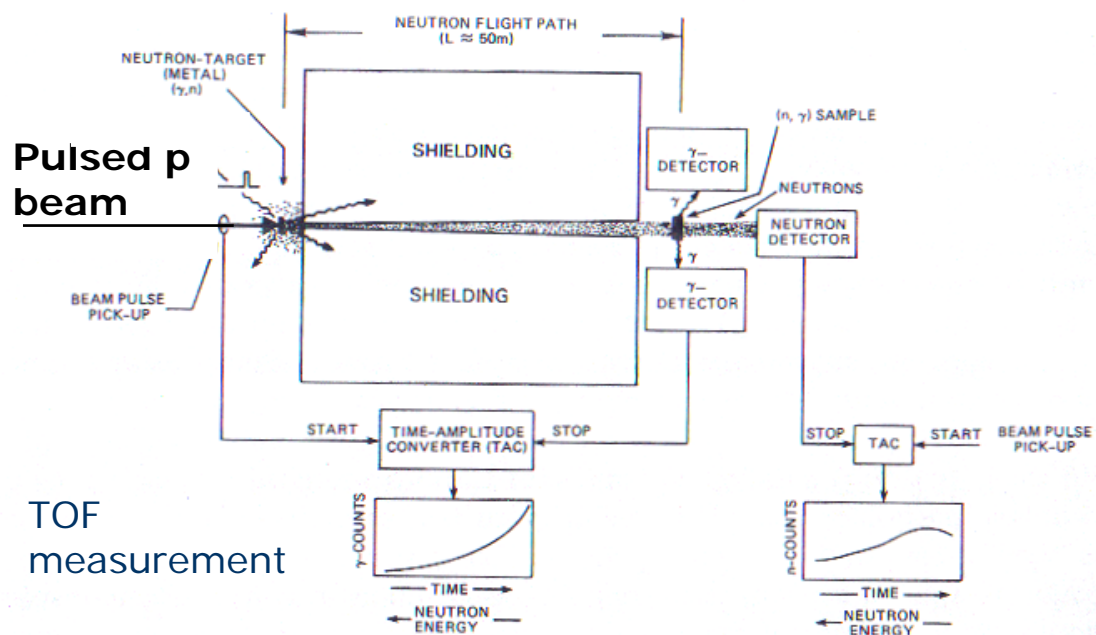 NEUTRON FLIGHT PATH
(L ≈ 50m)
NEUTRON-TARGET
(METAL)
(γ,n)
(n, γ) SAMPLE
Pulsed p
beam
SHIELDING
γ—
DETECTOR
NEUTRONS
γ
NEUTRON
DETECTOR
γ
SHIELDING
γ—
DETECTOR
BEAM PULSE
PICK-UP
START
TIME-AMPLITUDE
CONVERTER (TAC)
STOP
STOP
TAC
START
BEAM PULSE
PICK-UP
TOF
measurement
γ-COUNTS
TIME
NEUTRON
ENERGY
n-COUNTS
TIME
NEUTRON
ENERGY